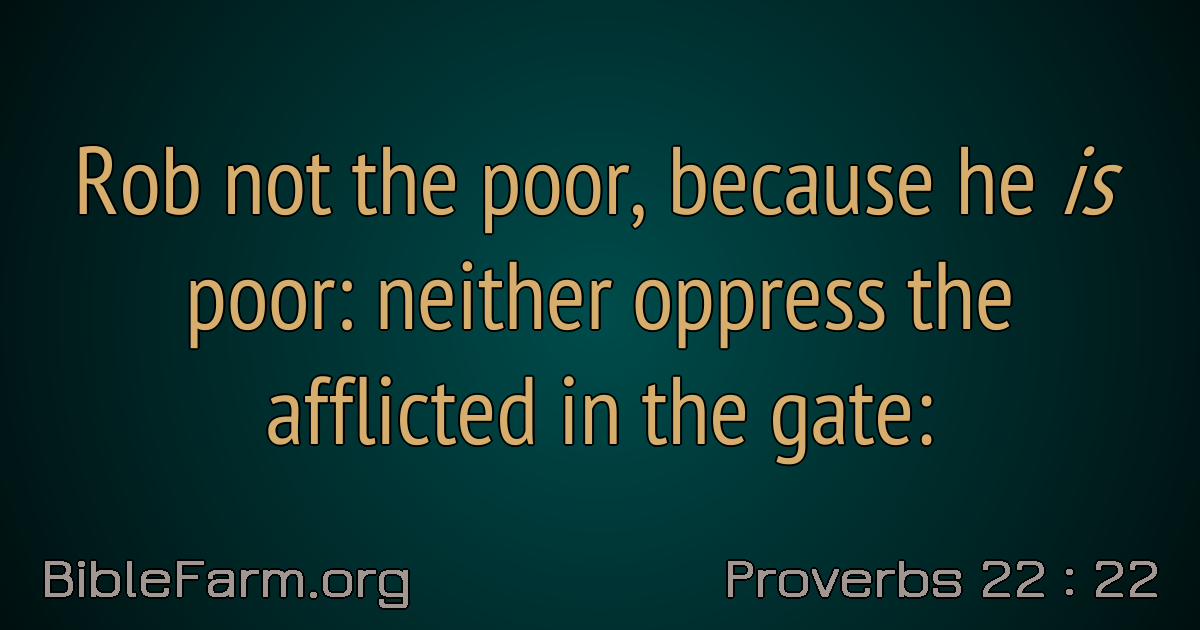 Rob not the poor, because he is
poor: neither oppress the
afflicted in the gate:
BibleFarm.org
Proverbs 22 : 22